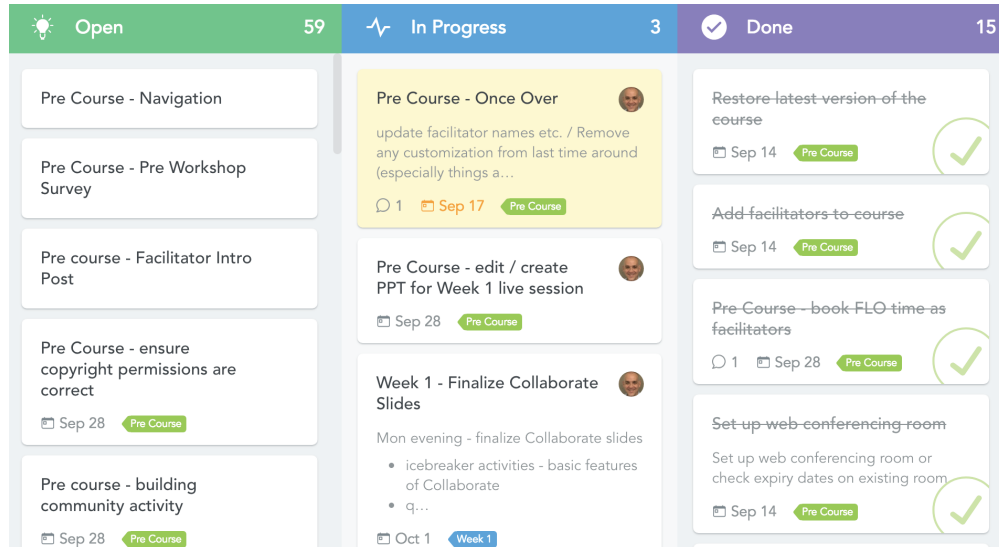 Open 59
Pre Course - Navigation
Pre Course - Pre Workshop
Survey
Pre course - Facilitator Intro
Post
Pre Course - ensure
copyright permissions are
correct
Sep 28 Pre Course
Pre course - building
community activity
Sep 28 Pre Course
In Progress 3
Pre Course - Once Over
update facilitator names etc. / Remove
any customization from last time around
(especially things a…
1 Sep 17 Pre Course
Pre Course - edit / create
PPT for Week 1 live session
Sep 28 Pre Course
Week 1 - Finalize Collaborate
Slides
Mon evening - finalize Collaborate slides
• icebreaker activities - basic features
of Collaborate
• q…
Oct 1 Week 1
Done 15
Restore latest version of the
course
Sep 14 Pre Course
Add facilitators to course
Sep 14 Pre Course
Pre Course - book FLO time as
facilitators
1 Sep 28 Pre Course
Set up web conferencing room
Set up web conferencing room or
check expiry dates on existing room
Sep 14 Pre Course